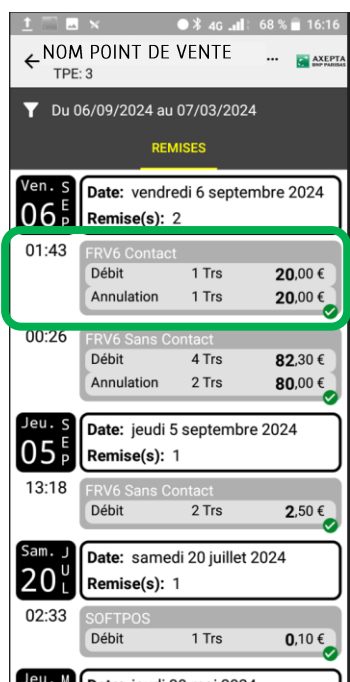 4G 68 % 16:16
NOM POINT DE VENTE ... AXEPTA
BNP PARIBAS
TPE: 3
Du 06/09/2024 au 07/03/2024
REMISES
Ven. SEP
06
Date: vendredi 6 septembre 2024
Remise(s): 2
01:43
FRV6 Contact
Débit 1 Trs 20,00 €
Annulation 1 Trs 20,00 €
00:26
FRV6 Sans Contact
Débit 4 Trs 82,30 €
Annulation 2 Trs 80,00 €
Jeu. SEP
05
Date: jeudi 5 septembre 2024
Remise(s): 1
13:18
FRV6 Sans Contact
Débit 2 Trs 2,50 €
Sam. JUL
20
Date: samedi 20 juillet 2024
Remise(s): 1
02:33
SOFTPOS
Débit 1 Trs 0,10 €
Jeu. M